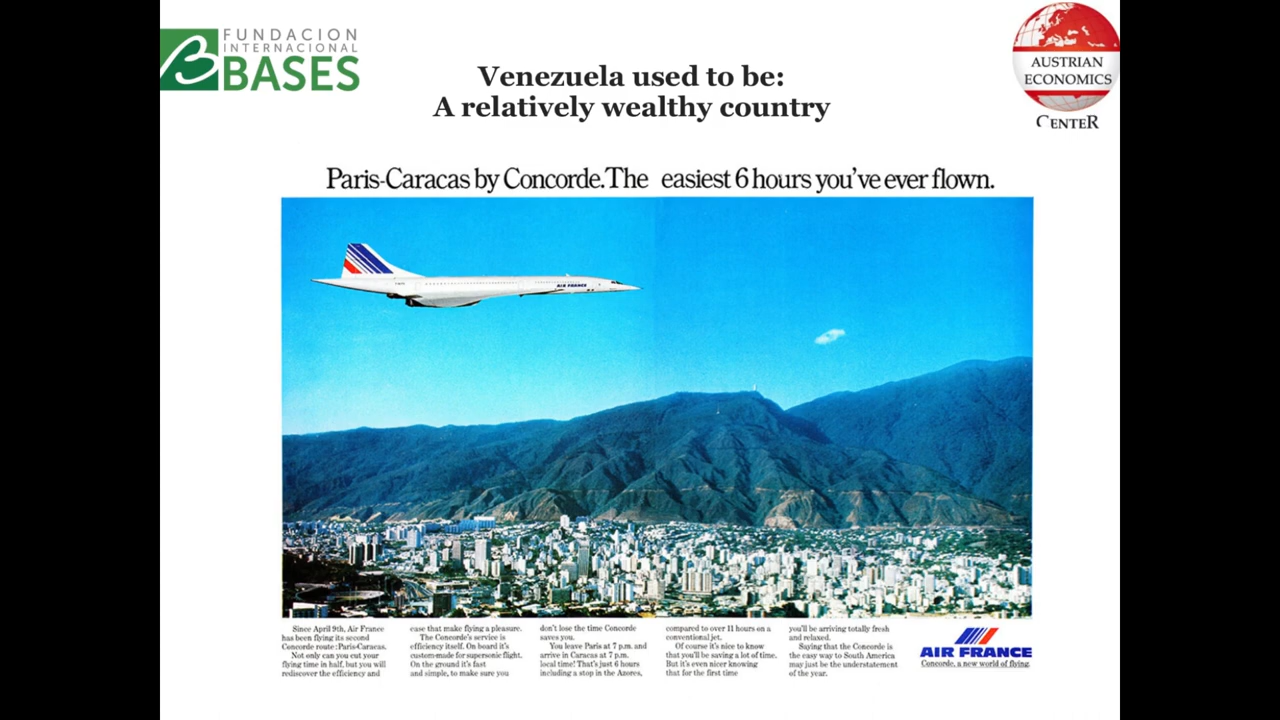 FUNDACION
INTERNACIONAL
BASES
AUSTRIAN
ECONOMICS
CENTER
Venezuela used to be:
A relatively wealthy country
Paris-Caracas by Concorde. The easiest 6 hours you've ever flown.
AIR FRANCE
Since April 9th, Air France
has been flying its second
Concorde route: Paris-Caracas.
Not only can you cut your
flying time in half, but you will
rediscover the efficiency and
ease that make flying a pleasure.
The Concorde's service is
efficiency itself. On board it's
custom-made for supersonic flight.
On the ground it's fast
and simple, to make sure you
don't lose the time Concorde
saves you.
You leave Paris at 7 p.m. and
arrive in Caracas at 7 p.m.
local time! That's just 6 hours
including a stop in the Azores,
compared to over 11 hours on a
conventional jet.
Of course it's nice to know
that you'll be saving a lot of time.
But it's even nicer knowing
that for the first time
you'll be arriving totally fresh
and relaxed.
Saying that the Concorde is
the easy way to South America
may just be the understatement
of the year.
AIR FRANCE
Concorde, a new world of flying.